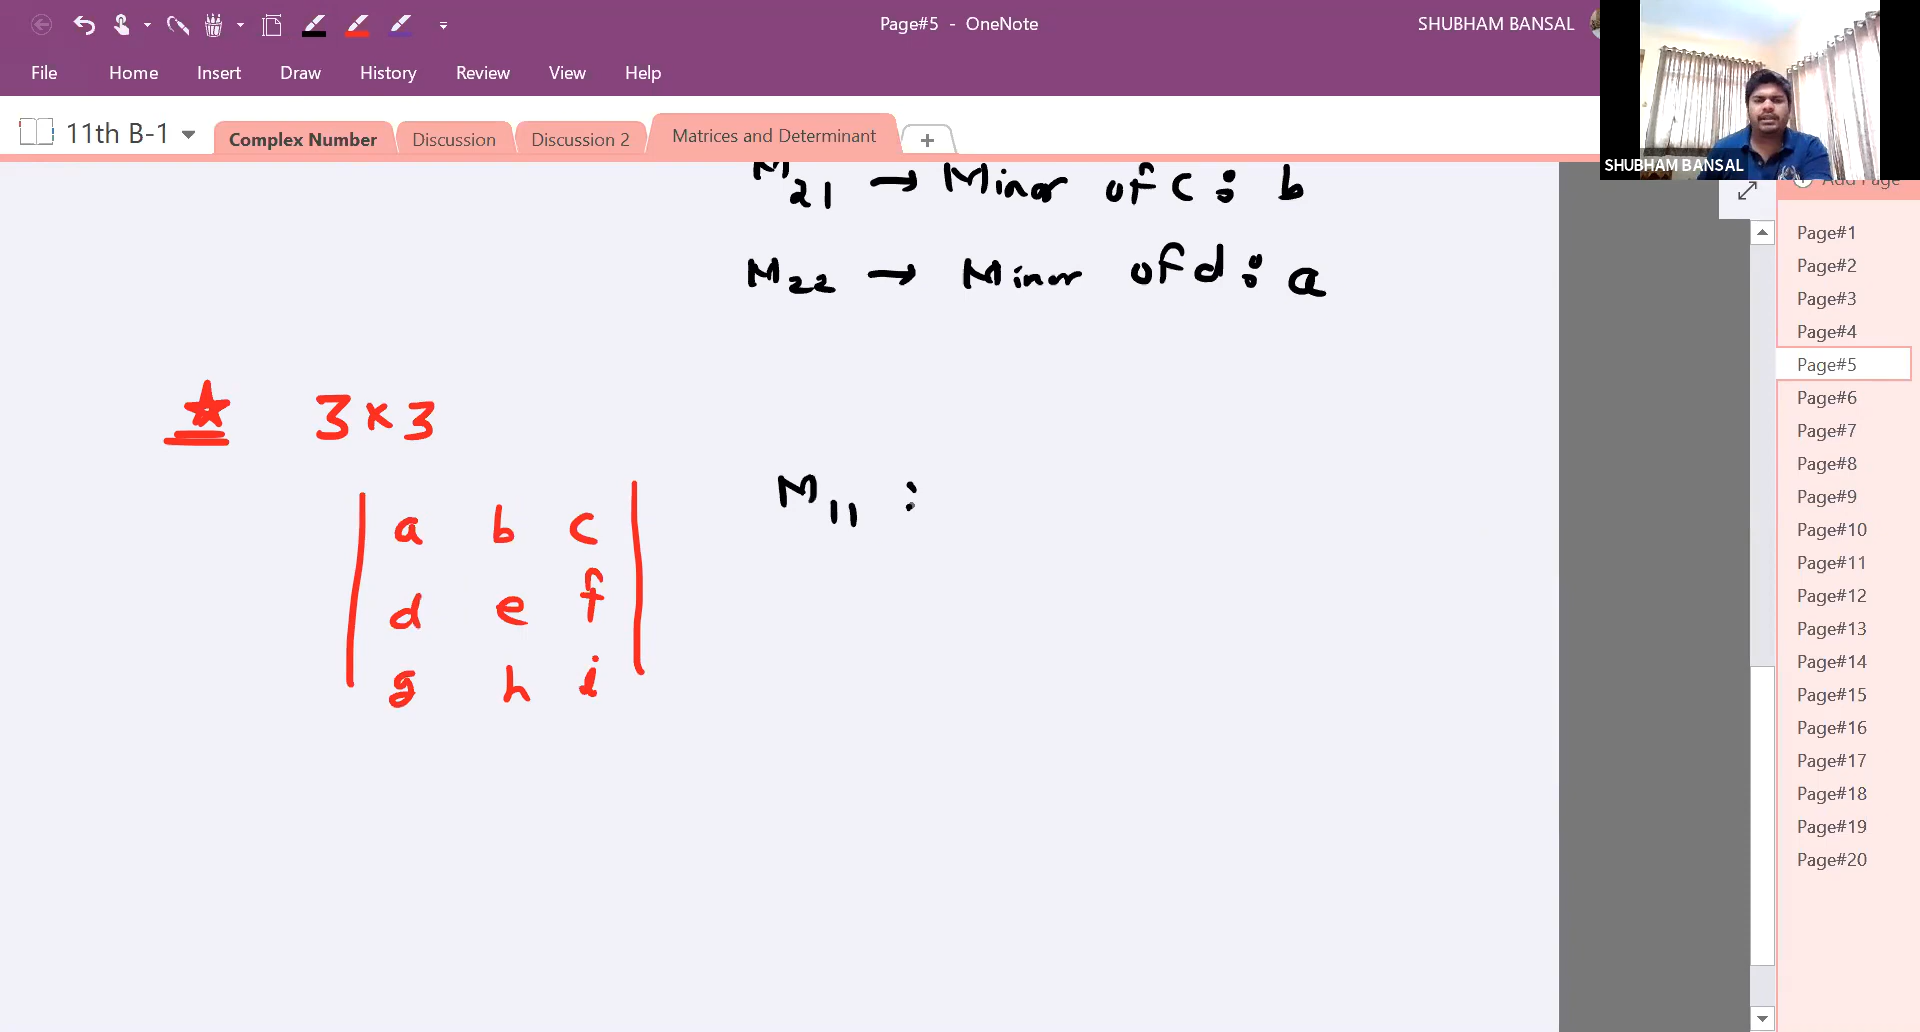 Page#5 - OneNote
SHUBHAM BANSAL
File Home Insert Draw History Review View Help
11th B-1
Complex Number Discussion Discussion 2 Matrices and Determinant +
SHUBHAM BANSAL
Add Page
M21 → Minor of c : b
M22 → Minor of d : a
3 × 3
M11 :
a b c
d e f
g h i
Page#1
Page#2
Page#3
Page#4
Page#5
Page#6
Page#7
Page#8
Page#9
Page#10
Page#11
Page#12
Page#13
Page#14
Page#15
Page#16
Page#17
Page#18
Page#19
Page#20